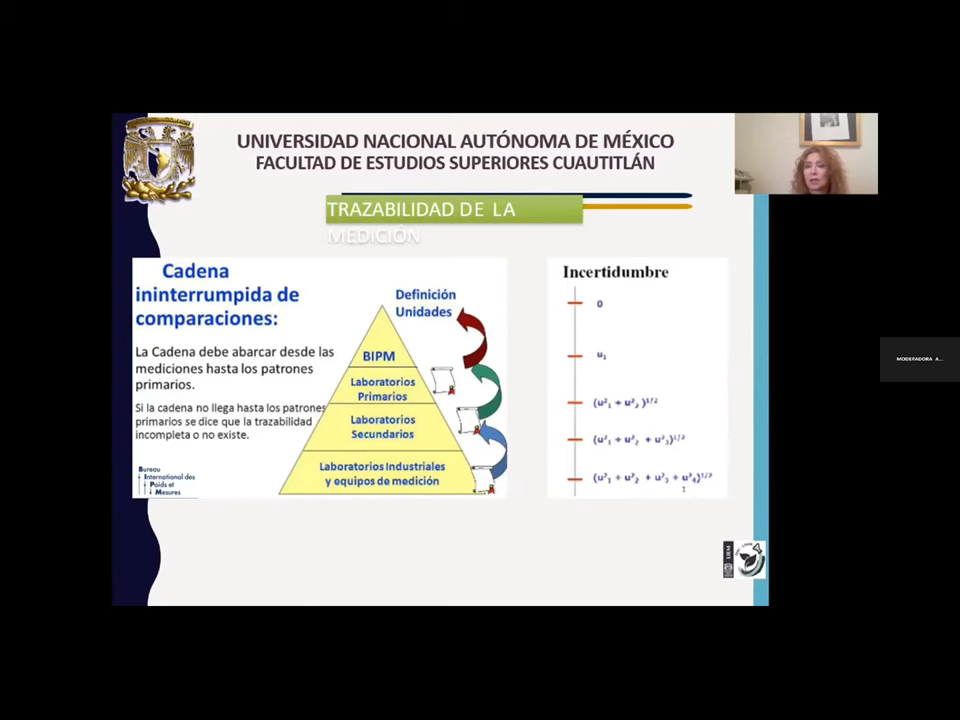 UNIVERSIDAD NACIONAL AUTÓNOMA DE MÉXICO
FACULTAD DE ESTUDIOS SUPERIORES CUAUTITLÁN
TRAZABILIDAD DE LA
MEDICIÓN
Cadena
ininterrumpida de
comparaciones:
La Cadena debe abarcar desde las
mediciones hasta los patrones
primarios.
Si la cadena no llega hasta los patrones
primarios se dice que la trazabilidad
incompleta o no existe.
Bureau
International des
Poids et
Mesures
Definición
Unidades
BIPM
Laboratorios
Primarios
Laboratorios
Secundarios
Laboratorios Industriales
y equipos de medición
Incertidumbre
0
u₁
(u²₁ + u²₂ )¹/²
(u²₁ + u²₂ + u²₃)¹/²
(u²₁ + u²₂ + u²₃ + u²₄)¹/²
MODERADORA A...